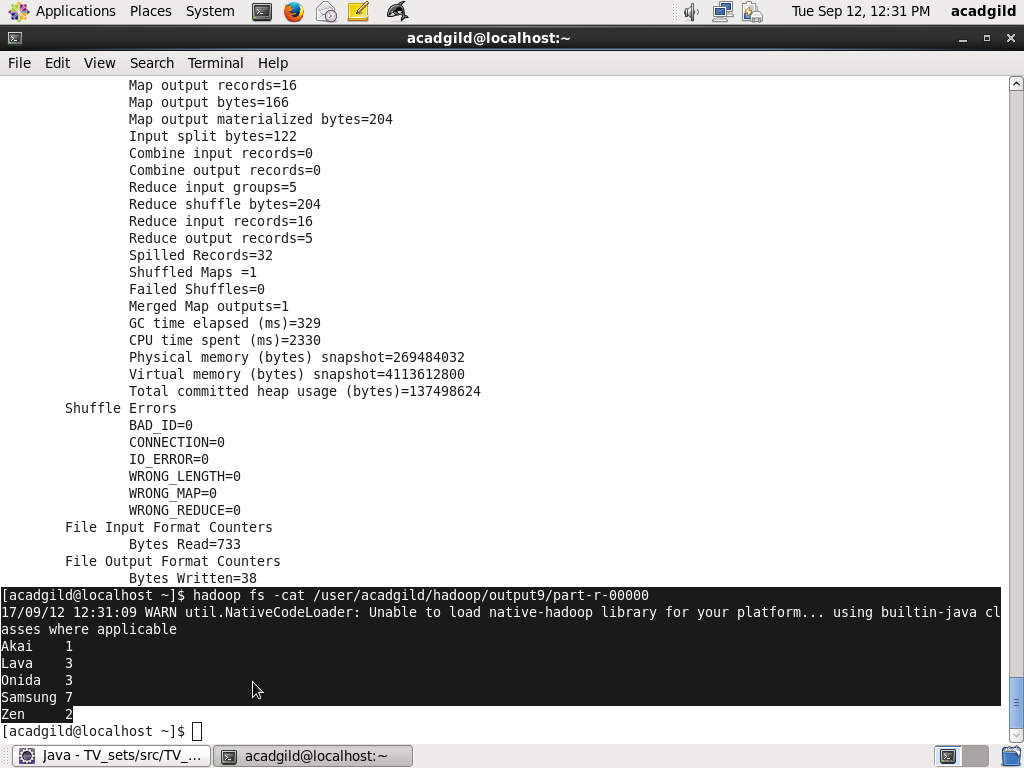 Applications Places System Tue Sep 12, 12:31 PM acadgild
acadgild@localhost:~
File Edit View Search Terminal Help
Map output records=16
Map output bytes=166
Map output materialized bytes=204
Input split bytes=122
Combine input records=0
Combine output records=0
Reduce input groups=5
Reduce shuffle bytes=204
Reduce input records=16
Reduce output records=5
Spilled Records=32
Shuffled Maps =1
Failed Shuffles=0
Merged Map outputs=1
GC time elapsed (ms)=329
CPU time spent (ms)=2330
Physical memory (bytes) snapshot=269484032
Virtual memory (bytes) snapshot=4113612800
Total committed heap usage (bytes)=137498624
Shuffle Errors
BAD_ID=0
CONNECTION=0
IO_ERROR=0
WRONG_LENGTH=0
WRONG_MAP=0
WRONG_REDUCE=0
File Input Format Counters
Bytes Read=733
File Output Format Counters
Bytes Written=38
[acadgild@localhost ~]$ hadoop fs -cat /user/acadgild/hadoop/output9/part-r-00000
17/09/12 12:31:09 WARN util.NativeCodeLoader: Unable to load native-hadoop library for your platform... using builtin-java cl
asses where applicable
Akai 1
Lava 3
Onida 3
Samsung 7
Zen 2
[acadgild@localhost ~]$
Java - TV_sets/src/TV_... acadgild@localhost:~